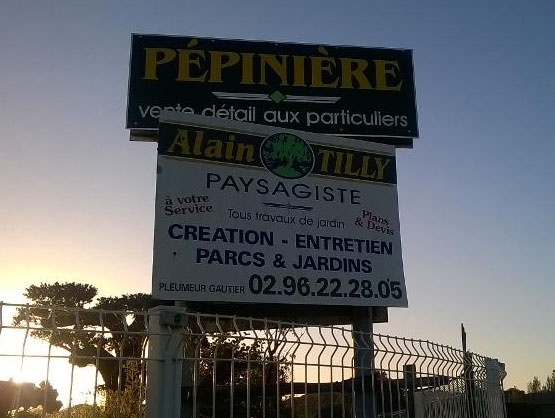 PÉPINIÈRE
vente détail aux particuliers
Alain TILLY
PAYSAGISTE
à votre Service
Tous travaux de jardin
Plans & Devis
CREATION - ENTRETIEN
PARCS & JARDINS
PLEUMEUR GAUTIER 02.96.22.28.05